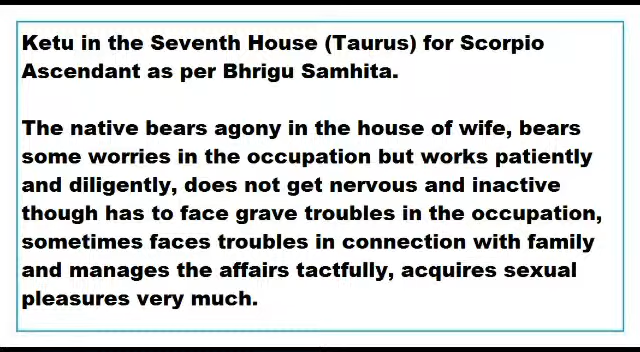 Ketu in the Seventh House (Taurus) for Scorpio
Ascendant as per Bhrigu Samhita.
The native bears agony in the house of wife, bears
some worries in the occupation but works patiently
and diligently, does not get nervous and inactive
though has to face grave troubles in the occupation,
sometimes faces troubles in connection with family
and manages the affairs tactfully, acquires sexual
pleasures very much.